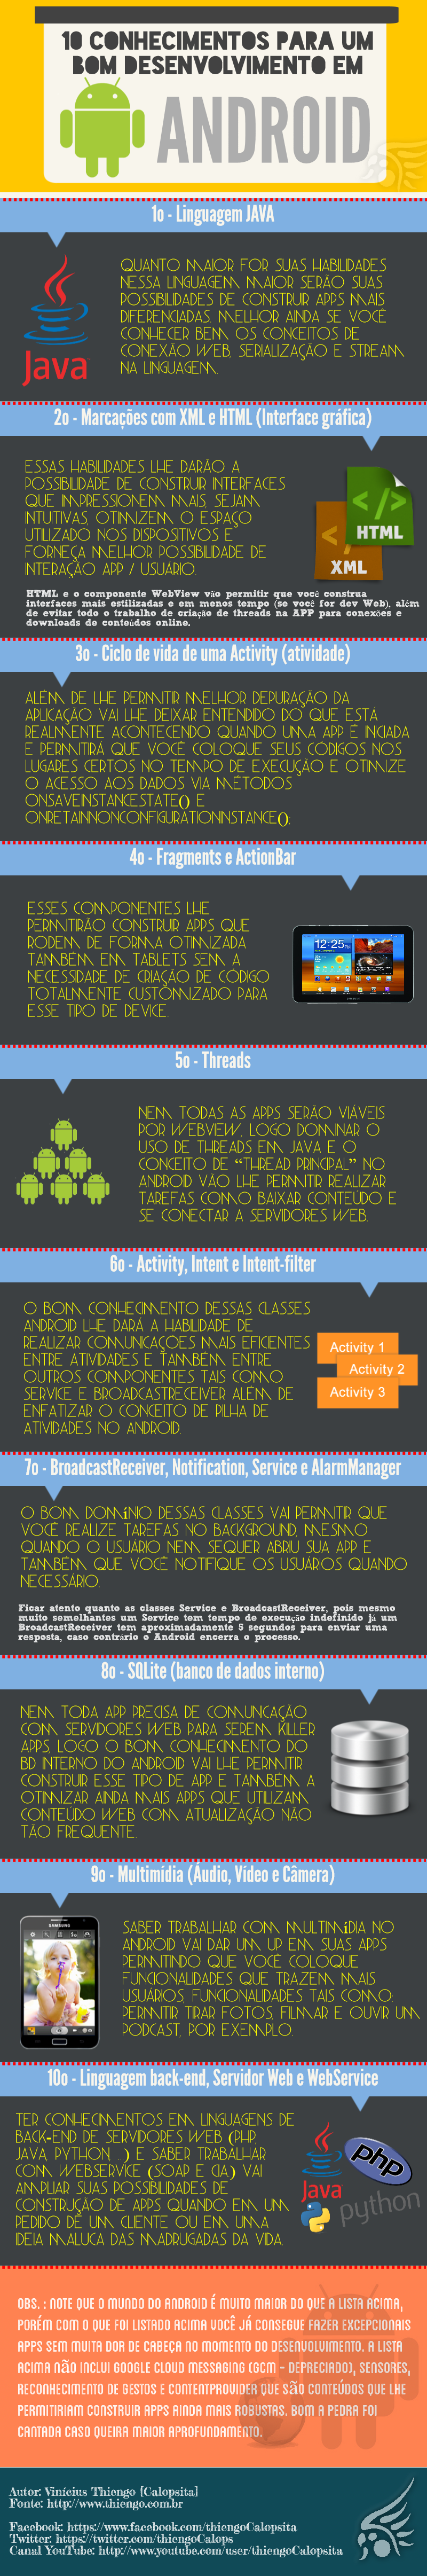 10 CONHECIMENTOS PARA UM
BOM DESENVOLVIMENTO EM
ANDROID
1o - Linguagem JAVA
QUANTO MAIOR FOR SUAS HABILIDADES
NESSA LINGUAGEM MAIOR SERÃO SUAS
POSSIBILIDADES DE CONSTRUIR APPS MAIS
DIFERENCIADAS. MELHOR AINDA SE VOCÊ
CONHECER BEM OS CONCEITOS DE
CONEXÃO WEB, SERIALIZAÇÃO E STREAM
NA LINGUAGEM.
Java
2o - Marcações com XML e HTML (Interface gráfica)
ESSAS HABILIDADES LHE DARÃO A
POSSIBILIDADE DE CONSTRUIR INTERFACES
QUE IMPRESSIONEM MAIS, SEJAM
INTUITIVAS, OTIMIZEM O ESPAÇO
UTILIZADO NOS DISPOSITIVOS E
FORNEÇA MELHOR POSSIBILIDADE DE
INTERAÇÃO APP / USUÁRIO.
</>
HTML
XML
HTML e o componente WebView vão permitir que você construa
interfaces mais estilizadas e em menos tempo (se você for dev Web), além
de evitar todo o trabalho de criação de threads na APP para conexões e
downloads de conteúdos online.
3o - Ciclo de vida de uma Activity (atividade)
ALÉM DE LHE PERMITIR MELHOR DEPURAÇÃO DA
APLICAÇÃO VAI LHE DEIXAR ENTENDIDO DO QUE ESTÁ
REALMENTE ACONTECENDO QUANDO UMA APP É INICIADA
E PERMITIRÁ QUE VOCÊ COLOQUE SEUS CÓDIGOS NOS
LUGARES CERTOS NO TEMPO DE EXECUÇÃO E OTIMIZE
O ACESSO AOS DADOS VIA MÉTODOS
ONSAVEINSTANCESTATE() E
ONRETAINNONCONFIGURATIONINSTANCE();
4o - Fragments e ActionBar
ESSES COMPONENTES LHE
PERMITIRÃO CONSTRUIR APPS QUE
RODEM DE FORMA OTIMIZADA
TAMBÉM EM TABLETS SEM A
NECESSIDADE DE CRIAÇÃO DE CÓDIGO
TOTALMENTE CUSTOMIZADO PARA
ESSE TIPO DE DEVICE.
12:25
5o - Threads
NEM TODAS AS APPS SERÃO VIÁVEIS
POR WEBVIEW, LOGO DOMINAR O
USO DE THREADS EM JAVA E O
CONCEITO DE “THREAD PRINCIPAL” NO
ANDROID VÃO LHE PERMITIR REALIZAR
TAREFAS COMO BAIXAR CONTEÚDO E
SE CONECTAR A SERVIDORES WEB.
6o - Activity, Intent e Intent-filter
O BOM CONHECIMENTO DESSAS CLASSES
ANDROID LHE DARÁ A HABILIDADE DE
REALIZAR COMUNICAÇÕES MAIS EFICIENTES
ENTRE ATIVIDADES E TAMBÉM ENTRE
OUTROS COMPONENTES TAIS COMO
SERVICE E BROADCASTRECEIVER ALÉM DE
ENFATIZAR O CONCEITO DE PILHA DE
ATIVIDADES NO ANDROID.
Activity 1
Activity 2
Activity 3
7o - BroadcastReceiver, Notification, Service e AlarmManager
O BOM DOMÍNIO DESSAS CLASSES VAI PERMITIR QUE
VOCÊ REALIZE TAREFAS NO BACKGROUND, MESMO
QUANDO O USUÁRIO NEM SEQUER ABRIU SUA APP E
TAMBÉM QUE VOCÊ NOTIFIQUE OS USUÁRIOS QUANDO
NECESSÁRIO.
Ficar atento quanto as classes Service e BroadcastReceiver, pois mesmo
muito semelhantes um Service tem tempo de execução indefinido já um
BroadcastReceiver tem aproximadamente 5 segundos para enviar uma
resposta, caso contrário o Android encerra o processo.
8o - SQLite (banco de dados interno)
NEM TODA APP PRECISA DE COMUNICAÇÃO
COM SERVIDORES WEB PARA SEREM KILLER
APPS, LOGO O BOM CONHECIMENTO DO
BD INTERNO DO ANDROID VAI LHE PERMITIR
CONSTRUIR ESSE TIPO DE APP E TAMBÉM A
OTIMIZAR AINDA MAIS APPS QUE UTILIZAM
CONTEÚDO WEB COM ATUALIZAÇÃO NÃO
TÃO FREQUENTE.
9o - Multimídia (Áudio, Vídeo e Câmera)
SAMSUNG
SABER TRABALHAR COM MULTIMÍDIA NO
ANDROID VAI DAR UM UP EM SUAS APPS
PERMITINDO QUE VOCÊ COLOQUE
FUNCIONALIDADES QUE TRAZEM MAIS
USUÁRIOS, FUNCIONALIDADES TAIS COMO:
PERMITIR TIRAR FOTOS, FILMAR E OUVIR UM
PODCAST, POR EXEMPLO.
10o - Linguagem back-end, Servidor Web e WebService
TER CONHECIMENTOS EM LINGUAGENS DE
BACK-END DE SERVIDORES WEB (PHP,
JAVA, PYTHON ...) E SABER TRABALHAR
COM WEBSERVICE (SOAP E CIA) VAI
AMPLIAR SUAS POSSIBILIDADES DE
CONSTRUÇÃO DE APPS QUANDO EM UM
PEDIDO DE UM CLIENTE OU EM UMA
IDEIA MALUCA DAS MADRUGADAS DA VIDA.
Java
php
python
OBS. : NOTE QUE O MUNDO DO ANDROID É MUITO MAIOR DO QUE A LISTA ACIMA,
PORÉM COM O QUE FOI LISTADO ACIMA VOCÊ JÁ CONSEGUE FAZER EXCEPCIONAIS
APPS SEM MUITA DOR DE CABEÇA NO MOMENTO DO DESENVOLVIMENTO. A LISTA
ACIMA NÃO INCLUI GOOGLE CLOUD MESSAGING (GCM - DEPRECIADO), SENSORES,
RECONHECIMENTO DE GESTOS E CONTENTPROVIDER QUE SÃO CONTEÚDOS QUE LHE
PERMITIRIAM CONSTRUIR APPS AINDA MAIS ROBUSTAS. BOM A PEDRA FOI
CANTADA CASO QUEIRA MAIOR APROFUNDAMENTO.
Autor: Vinícius Thiengo [Calopsita]
Fonte: http://www.thiengo.com.br
Facebook: https://www.facebook.com/thiengoCalopsita
Twitter: https://twitter.com/thiengoCalops
Canal YouTube: http://www.youtube.com/user/thiengoCalopsita